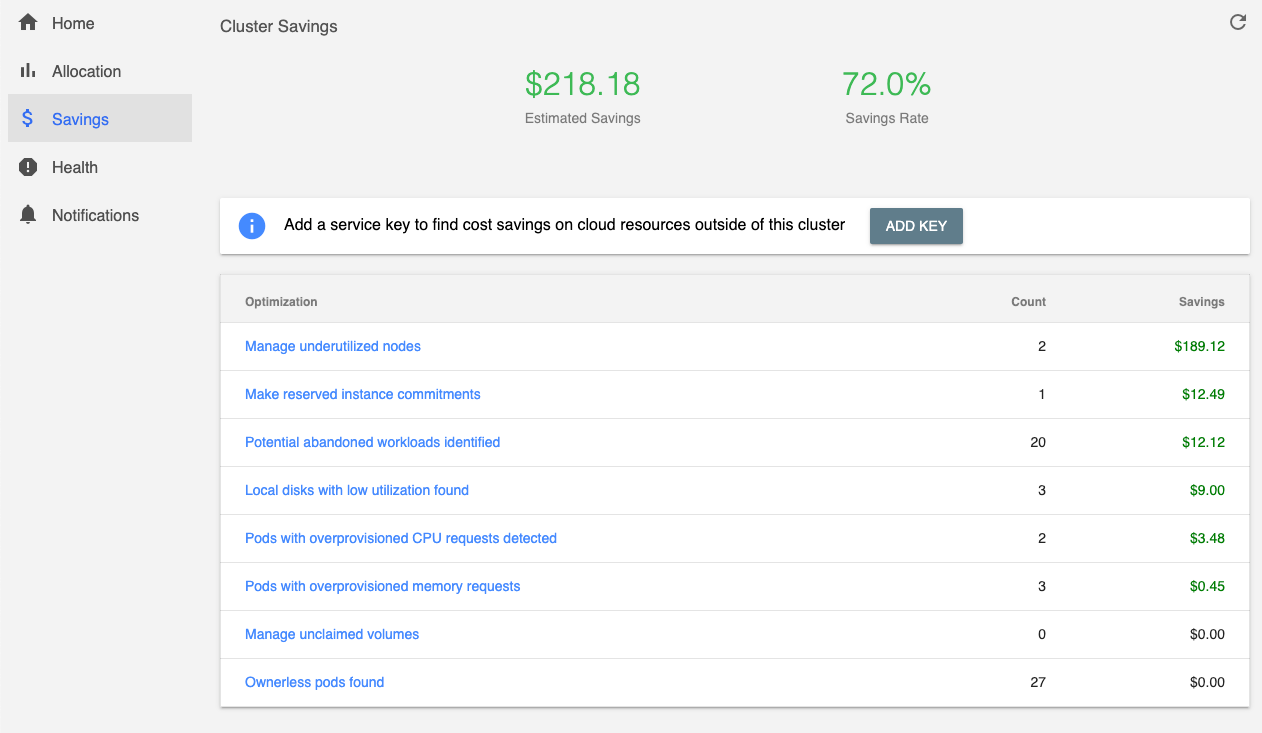 Home
Allocation
Savings
Health
Notifications
Cluster Savings
$218.18
Estimated Savings
72.0%
Savings Rate
Add a service key to find cost savings on cloud resources outside of this cluster
ADD KEY
Optimization Count Savings
Manage underutilized nodes 2 $189.12
Make reserved instance commitments 1 $12.49
Potential abandoned workloads identified 20 $12.12
Local disks with low utilization found 3 $9.00
Pods with overprovisioned CPU requests detected 2 $3.48
Pods with overprovisioned memory requests 3 $0.45
Manage unclaimed volumes 0 $0.00
Ownerless pods found 27 $0.00